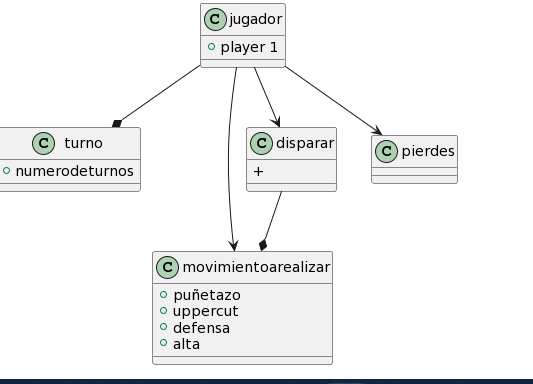 C jugador
player 1
C turno
numerodeturnos
C disparar
+
C pierdes
C movimientoarealizar
puñetazo
uppercut
defensa
alta